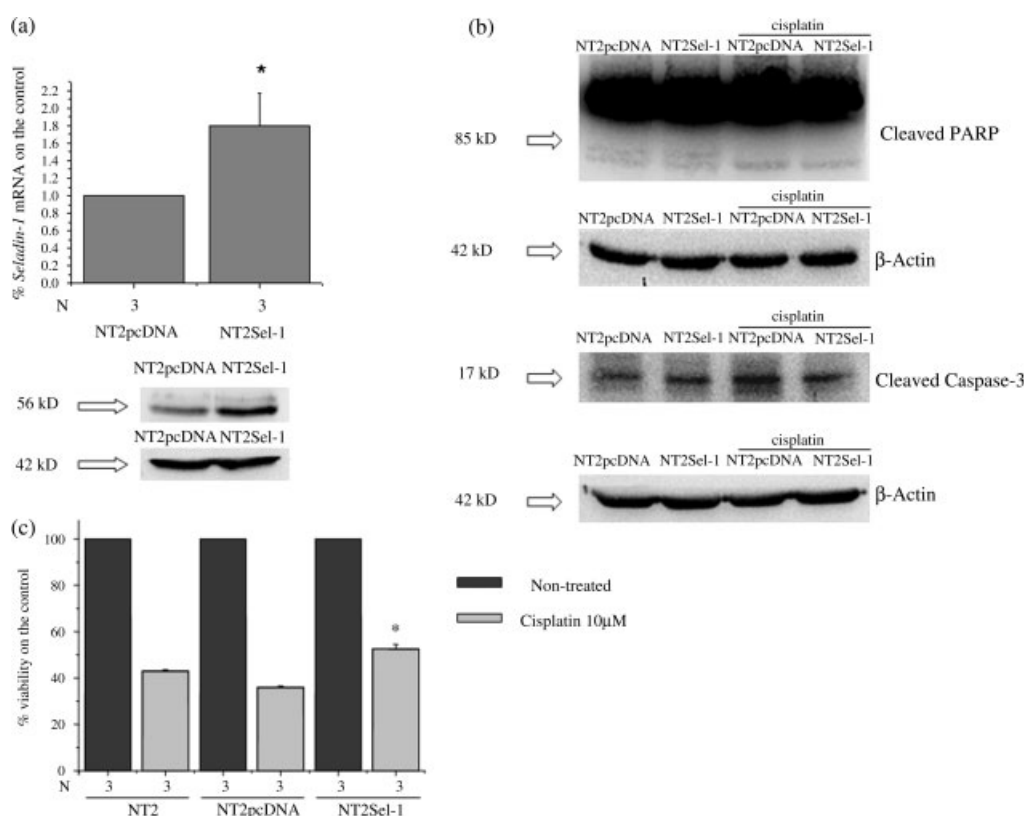 (a)
% Seladin-1 mRNA on the control
2.2
2.0
1.8
1.6
1.4
1.2
1.0
0.8
0.6
0.4
0.2
0.0
*
N 3 3
NT2pcDNA NT2Sel-1
NT2pcDNA NT2Sel-1
56 kD
NT2pcDNA NT2Sel-1
42 kD
(b)
cisplatin
NT2pcDNA NT2Sel-1 NT2pcDNA NT2Sel-1
85 kD
Cleaved PARP
cisplatin
NT2pcDNA NT2Sel-1 NT2pcDNA NT2Sel-1
42 kD
β-Actin
cisplatin
NT2pcDNA NT2Sel-1 NT2pcDNA NT2Sel-1
17 kD
Cleaved Caspase-3
cisplatin
NT2pcDNA NT2Sel-1 NT2pcDNA NT2Sel-1
42 kD
β-Actin
(c)
% viability on the control
100
80
60
40
20
0
*
N 3 3 3 3 3 3
NT2 NT2pcDNA NT2Sel-1
Non-treated
Cisplatin 10μM